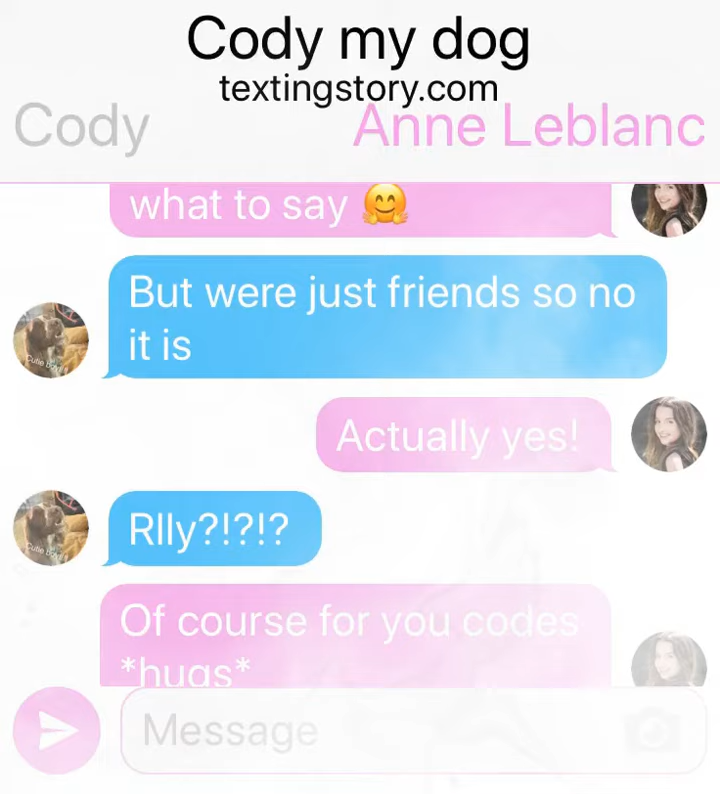 Cody my dog
textingstory.com
Cody
Anne Leblanc
what to say 🤗
But were just friends so no
it is
Actually yes!
Rlly?!?!?
Of course for you codes
*hugs*
Message